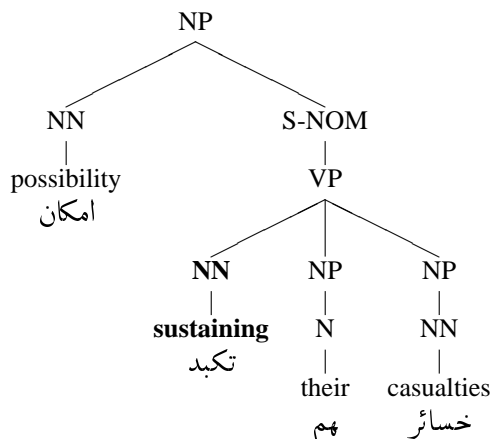 NP
NN S-NOM
possibility VP
امكان
NN NP NP
sustaining N NN
تكبد
their casualties
هم خسائر